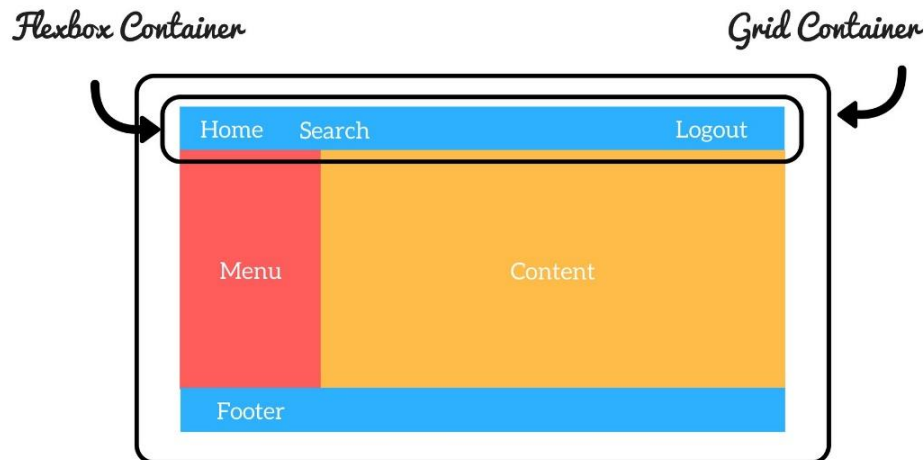 Flexbox Container
Grid Container
Home Search Logout
Menu Content
Footer